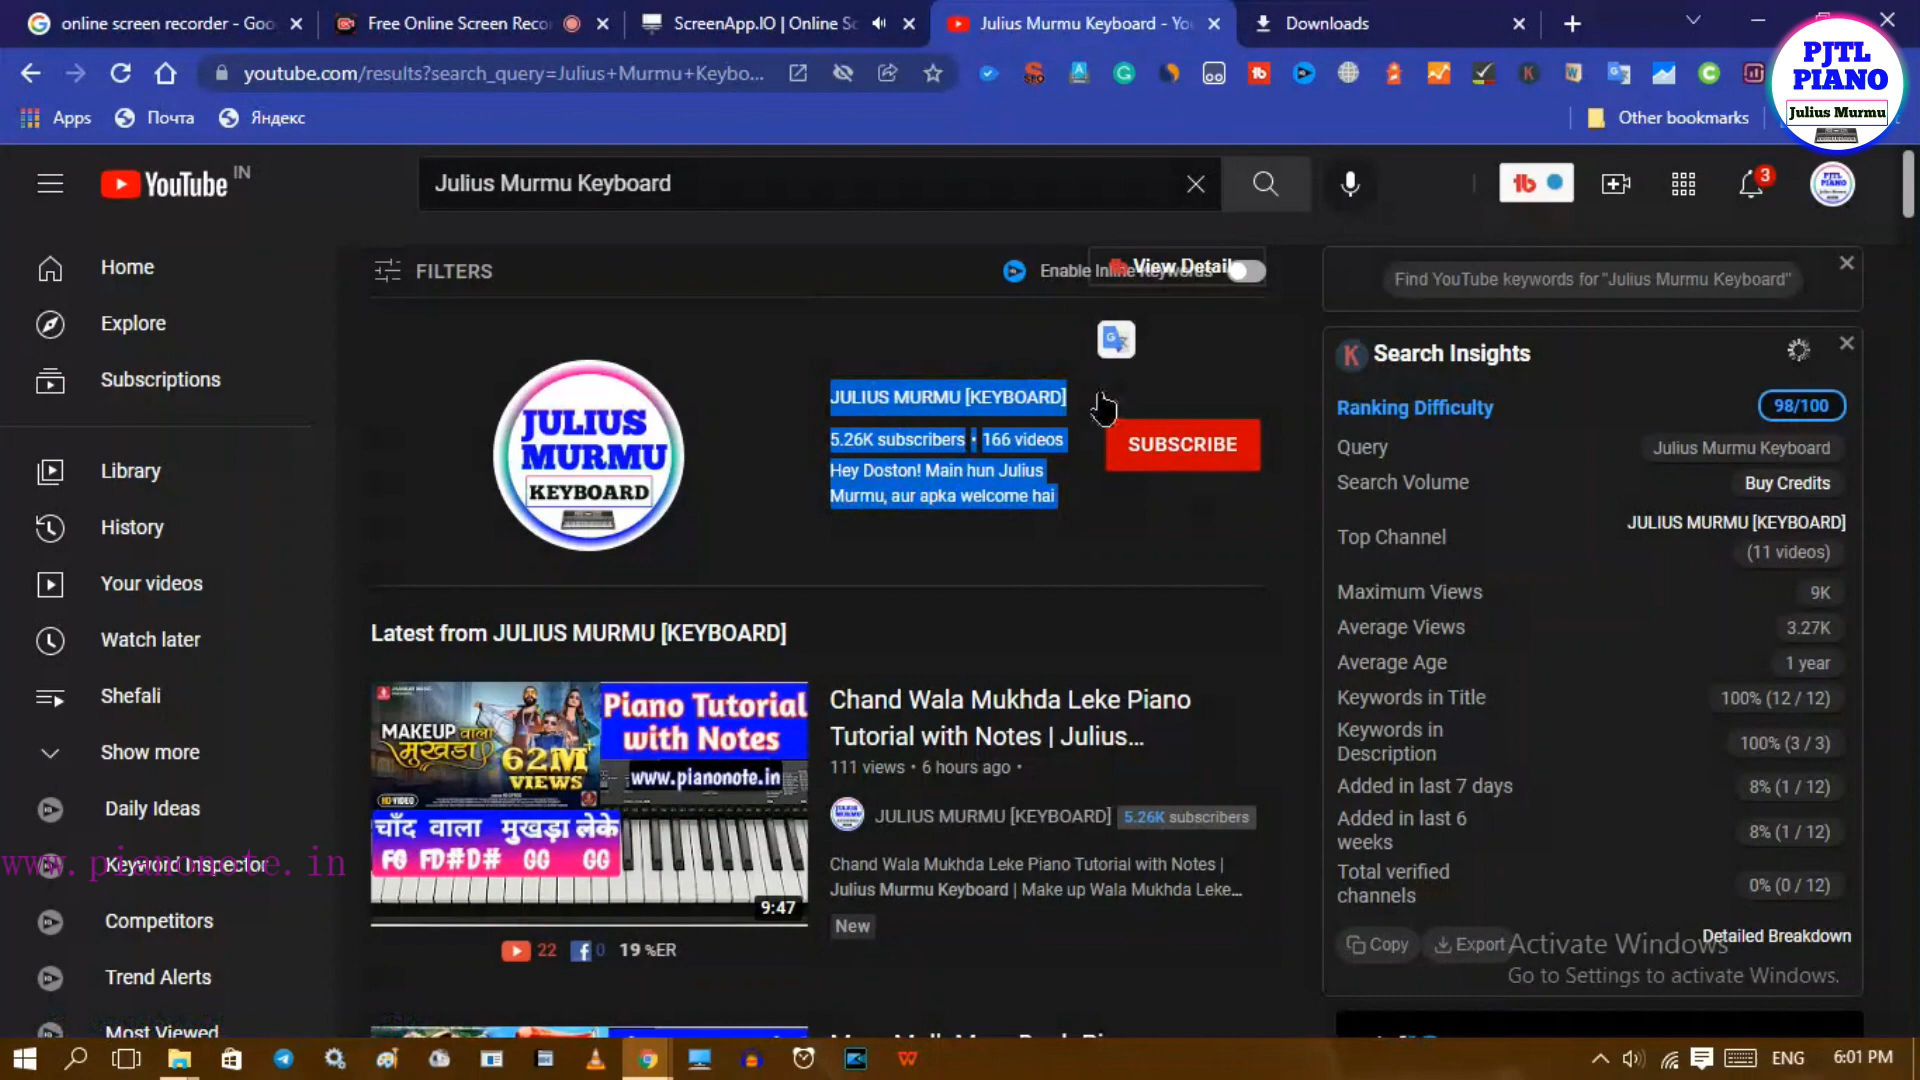 online screen recorder - Goo
Free Online Screen Reco
ScreenApp.IO | Online Sc
Julius Murmu Keyboard - Yo
Downloads
youtube.com/results?search_query=Julius+Murmu+Keybo...
Apps
Почта
Яндекс
Other bookmarks
PJTL
PIANO
Julius Murmu
YouTube IN
Julius Murmu Keyboard
3
Home
Explore
Subscriptions
Library
History
Your videos
Watch later
Shefali
Show more
Daily Ideas
Keyword Inspector
www.pianonote.in
Competitors
Trend Alerts
Most Viewed
FILTERS
Enable Inline Keywords
View Detail
JULIUS
MURMU
KEYBOARD
JULIUS MURMU [KEYBOARD]
5.26K subscribers • 166 videos
Hey Doston! Main hun Julius
Murmu, aur apka welcome hai
SUBSCRIBE
Latest from JULIUS MURMU [KEYBOARD]
MAKEUP वाला
मुखड़ा
62M+
VIEWS
HD VIDEO
Piano Tutorial
with Notes
www.pianonote.in
चाँद वाला मुखड़ा लेके
FG FD#D# GG GG
9:47
22
0
19 %ER
Chand Wala Mukhda Leke Piano
Tutorial with Notes | Julius...
111 views • 6 hours ago •
JULIUS MURMU [KEYBOARD] 5.26K subscribers
Chand Wala Mukhda Leke Piano Tutorial with Notes |
Julius Murmu Keyboard | Make up Wala Mukhda Leke...
New
Find YouTube keywords for "Julius Murmu Keyboard"
Search Insights
Ranking Difficulty 98/100
Query Julius Murmu Keyboard
Search Volume Buy Credits
Top Channel JULIUS MURMU [KEYBOARD]
(11 videos)
Maximum Views 9K
Average Views 3.27K
Average Age 1 year
Keywords in Title 100% (12 / 12)
Keywords in
Description 100% (3 / 3)
Added in last 7 days 8% (1 / 12)
Added in last 6
weeks 8% (1 / 12)
Total verified
channels 0% (0 / 12)
Copy
Export
Detailed Breakdown
Activate Windows
Go to Settings to activate Windows.
ENG
6:01 PM